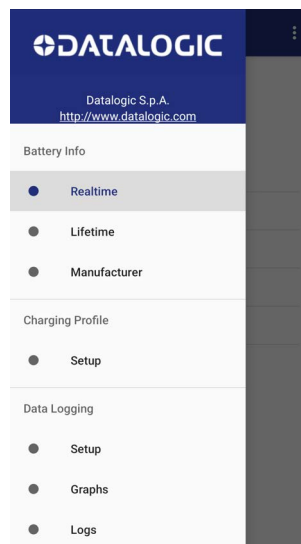 DATALOGIC
Datalogic S.p.A.
http://www.datalogic.com
Battery Info
Realtime
Lifetime
Manufacturer
Charging Profile
Setup
Data Logging
Setup
Graphs
Logs